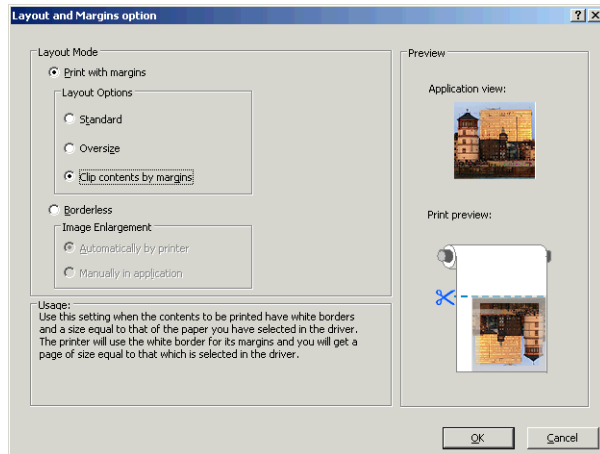 Layout and Margins option
Layout Mode
Print with margins
Layout Options
Standard
Oversize
Clip contents by margins
Borderless
Image Enlargement
Automatically by printer
Manually in application
Usage:
Use this setting when the contents to be printed have white borders
and a size equal to that of the paper you have selected in the driver.
The printer will use the white border for its margins and you will get a
page of size equal to that which is selected in the driver.
Preview
Application view:
Print preview:
OK
Cancel